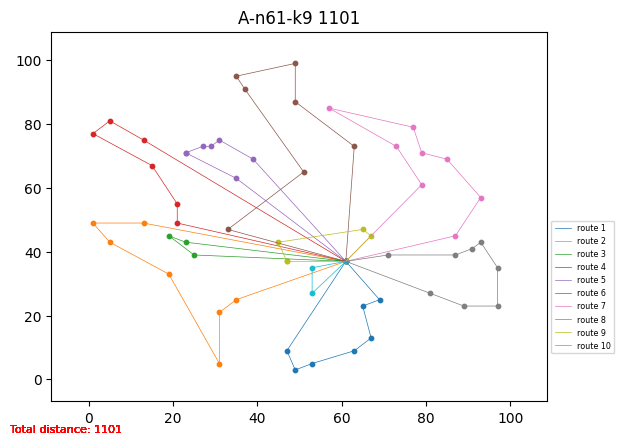 A-n61-k9 1101
100
80
60
40
20
0
0 20 40 60 80 100
route 1
route 2
route 3
route 4
route 5
route 6
route 7
route 8
route 9
route 10
Total distance: 1101